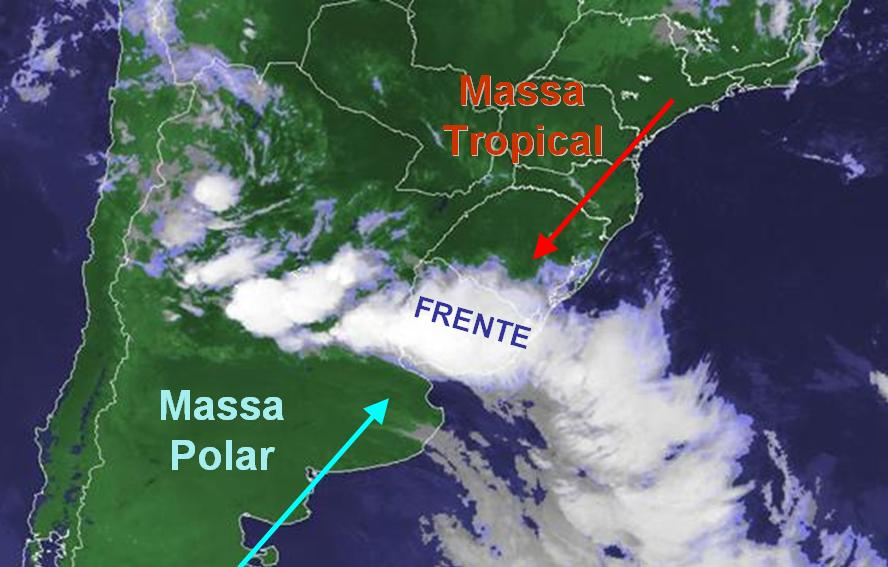 Massa
Tropical
FRENTE
Massa
Polar